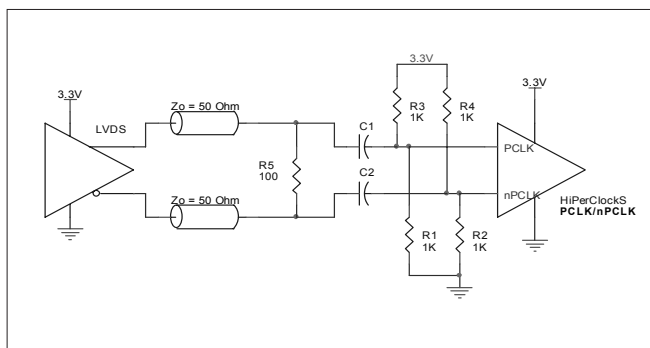 3.3V
3.3V
3.3V
Zo = 50 Ohm
LVDS
C1
R3
1K
R4
1K
PCLK
R5
100
Zo = 50 Ohm
C2
nPCLK
HiPerClockS
PCLK/nPCLK
R1
1K
R2
1K